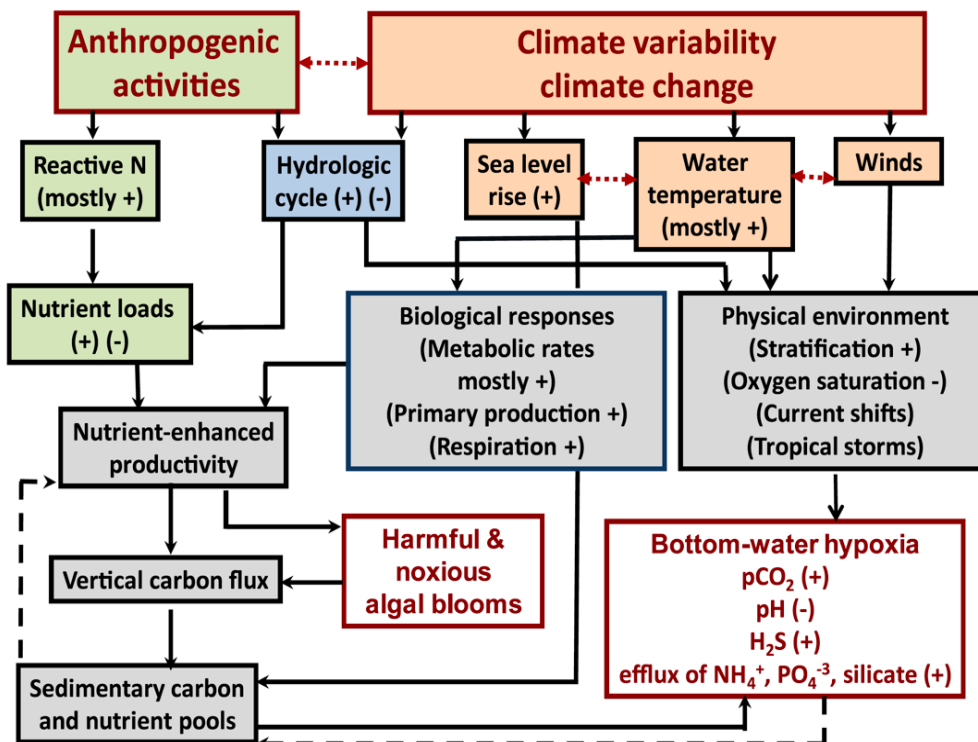 Anthropogenic
activities
Climate variability
climate change
Reactive N
(mostly +)
Hydrologic
cycle (+) (-)
Sea level
rise (+)
Water
temperature
(mostly +)
Winds
Nutrient loads
(+) (-)
Biological responses
(Metabolic rates
mostly +)
(Primary production +)
(Respiration +)
Physical environment
(Stratification +)
(Oxygen saturation -)
(Current shifts)
(Tropical storms)
Nutrient-enhanced
productivity
Harmful &
noxious
algal blooms
Vertical carbon flux
Bottom-water hypoxia
pCO₂ (+)
pH (-)
H₂S (+)
efflux of NH₄⁺, PO₄⁻³, silicate (+)
Sedimentary carbon
and nutrient pools